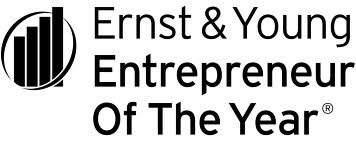 Ernst & Young
Entrepreneur
Of The Year®